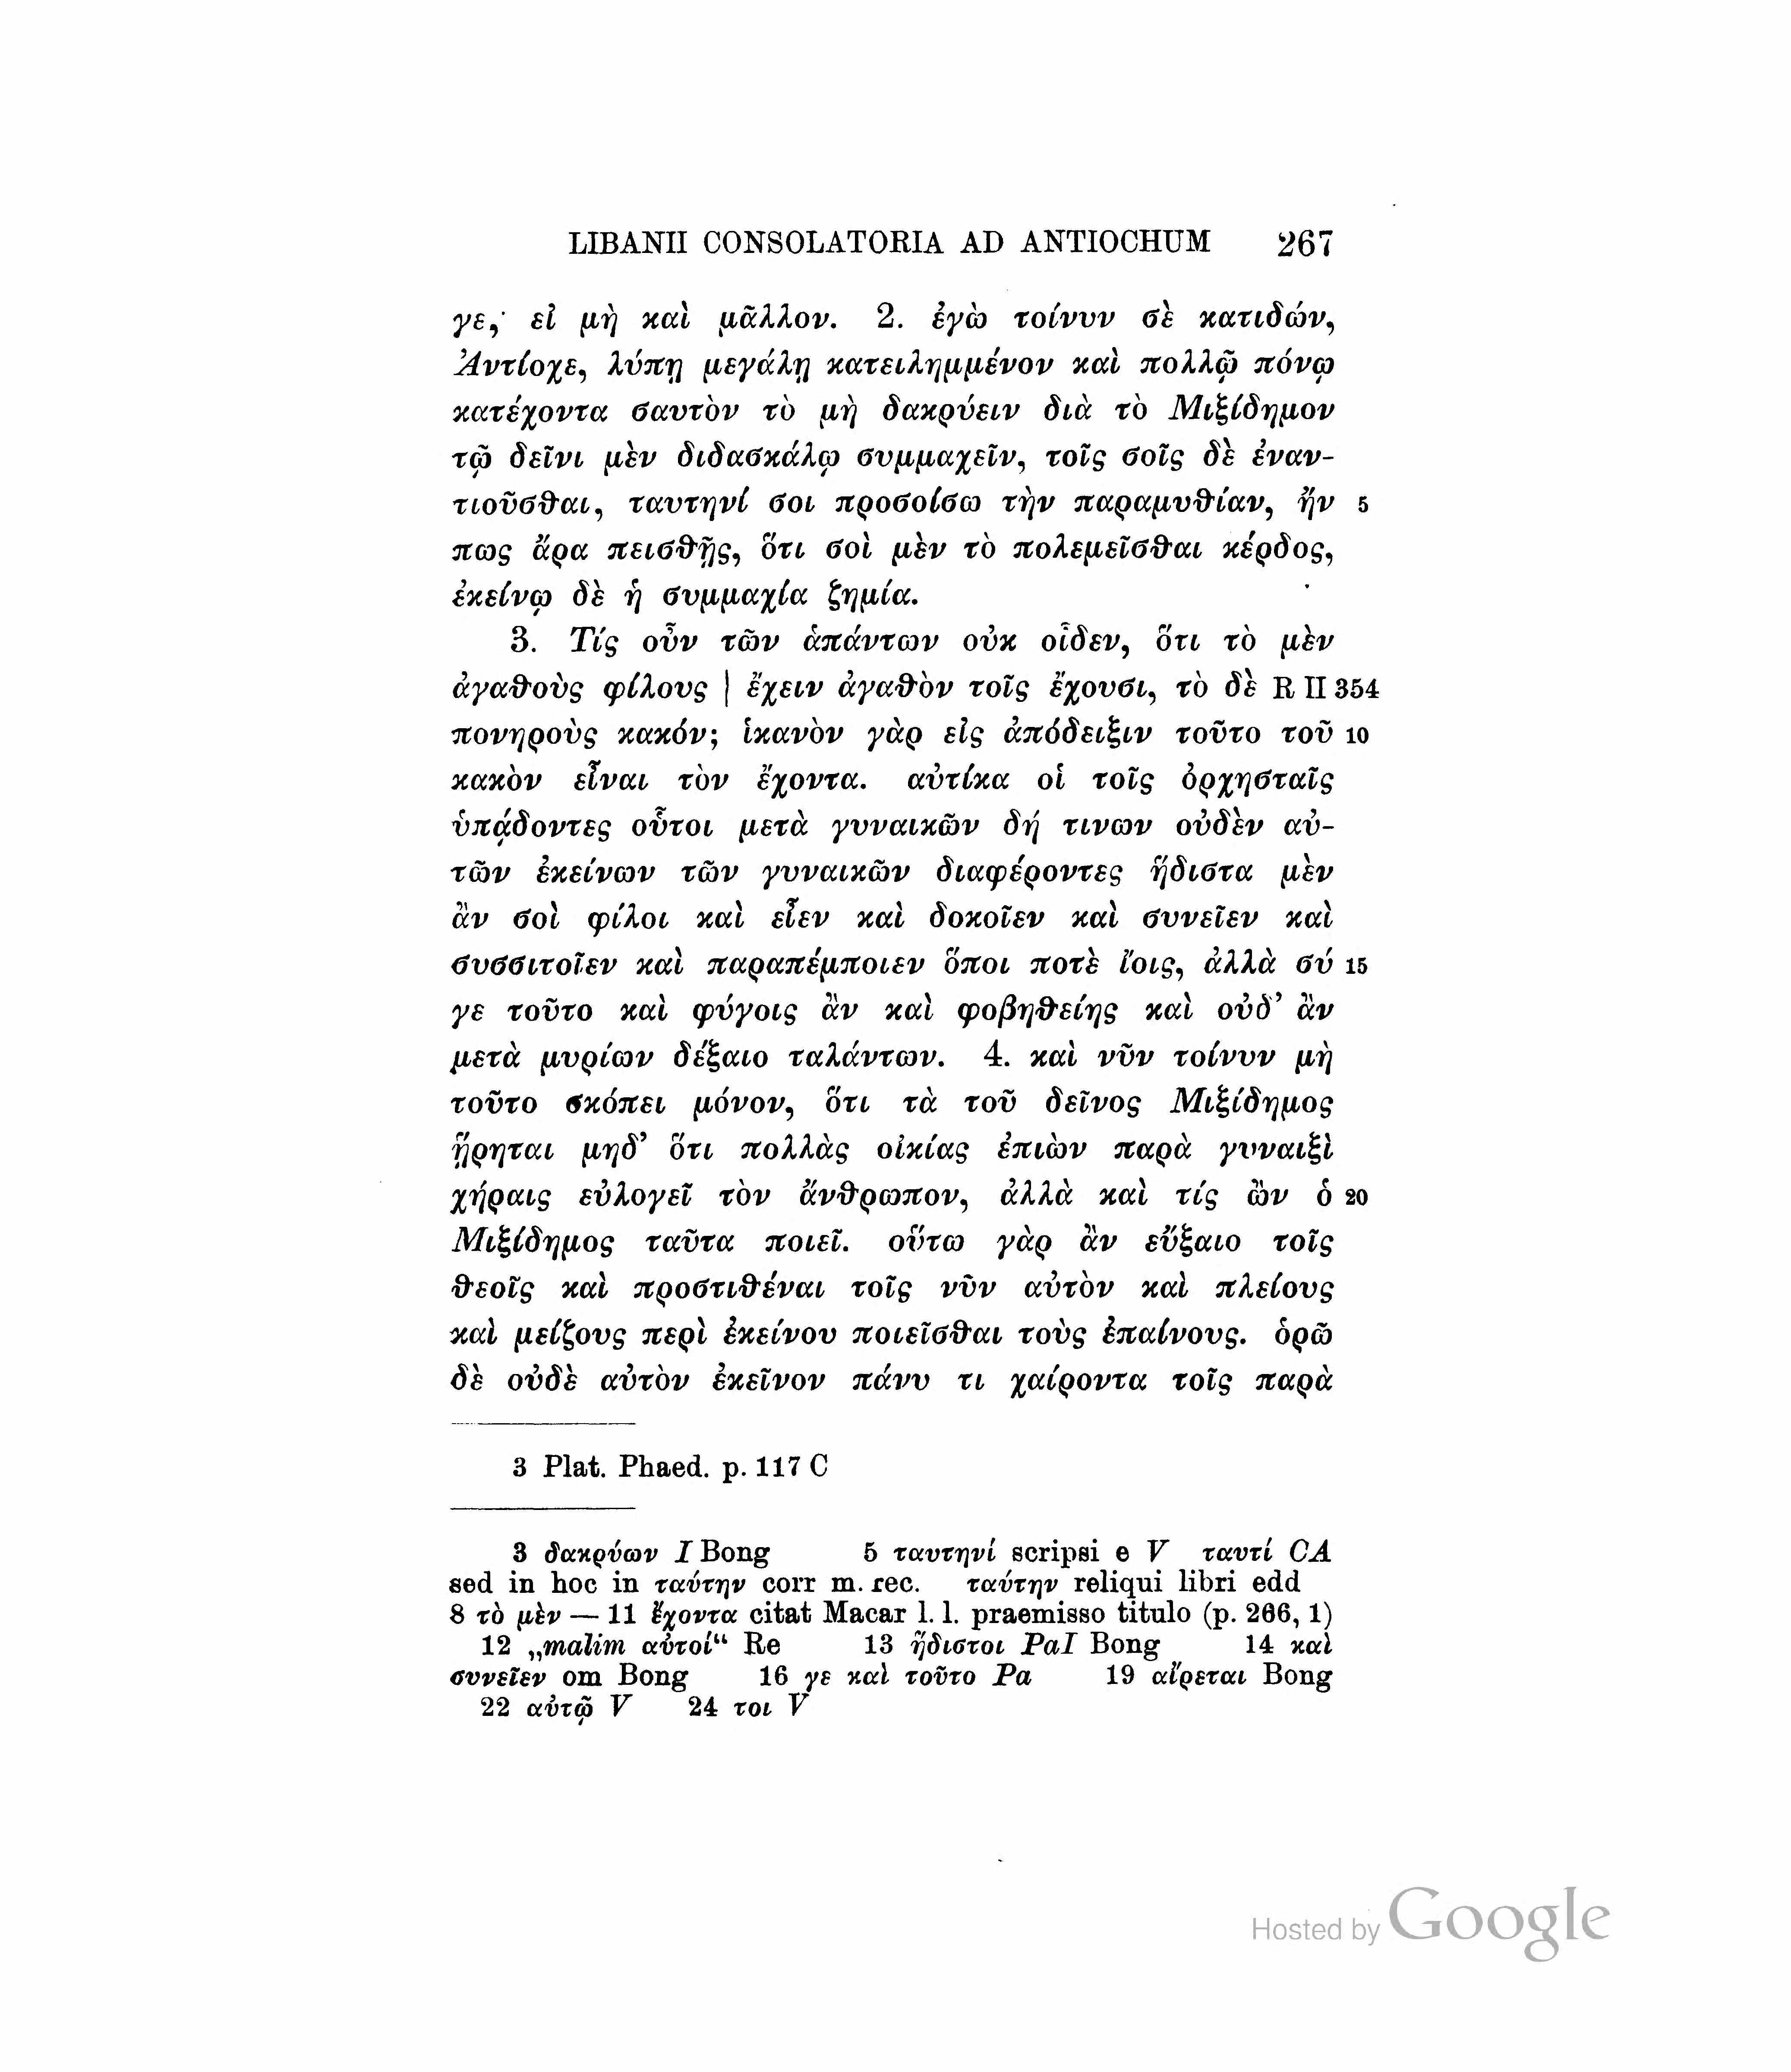 LIBANII CONSOLATORIA AD ANTIOCHUM 267
γε, εἰ μὴ καὶ μᾶλλον. 2. ἐγὼ τοίνυν σὲ κατιδών,
Ἀντίοχε, λύπῃ μεγάλῃ κατειλημμένον καὶ πολλῷ πόνῳ
κατέχοντα σαυτὸν τὸ μὴ δακρύειν διὰ τὸ Μιξίδημον
τῷ δεῖνι μὲν διδασκάλῳ συμμαχεῖν, τοῖς σοῖς δὲ ἐναν-
τιοῦσθαι, ταυτηνί σοι προσοίσω τὴν παραμυθίαν, ἤν 5
πως ἄρα πεισθῇς, ὅτι σοὶ μὲν τὸ πολεμεῖσθαι κέρδος,
ἐκείνῳ δὲ ἡ συμμαχία ζημία.
3. Τίς οὖν τῶν ἁπάντων οὐκ οἶδεν, ὅτι τὸ μὲν
ἀγαθοὺς φίλους | ἔχειν ἀγαθὸν τοῖς ἔχουσι, τὸ δὲ R II 354
πονηροὺς κακόν; ἱκανὸν γὰρ εἰς ἀπόδειξιν τοῦτο τοῦ 10
κακὸν εἶναι τὸν ἔχοντα. αὐτίκα οἱ τοῖς ὀρχησταῖς
ὑπᾴδοντες οὗτοι μετὰ γυναικῶν δή τινων οὐδὲν αὐ-
τῶν ἐκείνων τῶν γυναικῶν διαφέροντες ἥδιστα μὲν
ἂν σοὶ φίλοι καὶ εἶεν καὶ δοκοῖεν καὶ συνεῖεν καὶ
συσσιτοῖεν καὶ παραπέμποιεν ὅποι ποτὲ ἴοις, ἀλλὰ σύ 15
γε τοῦτο καὶ φύγοις ἂν καὶ φοβηθείης καὶ οὐδ’ ἂν
μετὰ μυρίων δέξαιο ταλάντων. 4. καὶ νῦν τοίνυν μὴ
τοῦτο σκόπει μόνον, ὅτι τὰ τοῦ δεῖνος Μιξίδημος
ᾕρηται μηδ’ ὅτι πολλὰς οἰκίας ἐπιὼν παρὰ γυναιξὶ
χήραις εὐλογεῖ τὸν ἄνθρωπον, ἀλλὰ καὶ τίς ὢν ὁ 20
Μιξίδημος ταῦτα ποιεῖ. οὕτω γὰρ ἂν εὔξαιο τοῖς
θεοῖς καὶ προστιθέναι τοῖς νῦν αὐτὸν καὶ πλείους
καὶ μείζους περὶ ἐκείνου ποιεῖσθαι τοὺς ἐπαίνους. ὁρῶ
δὲ οὐδὲ αὐτὸν ἐκεῖνον πάνυ τι χαίροντα τοῖς παρὰ
3 Plat. Phaed. p. 117 C
3 δακρύων I Bong 5 ταυτηνί scripsi e V ταυτί CA
sed in hoc in ταύτην corr m. rec. ταύτην reliqui libri edd
8 τὸ μὲν — 11 ἔχοντα citat Macar l. l. praemisso titulo (p. 266, 1)
12 „malim αὐτοί“ Re 13 ἥδιστοι PaI Bong 14 καὶ
συνεῖεν om Bong 16 γε καὶ τοῦτο Pa 19 αἵρεται Bong
22 αὐτῷ V 24 τοι V
Hosted by Google